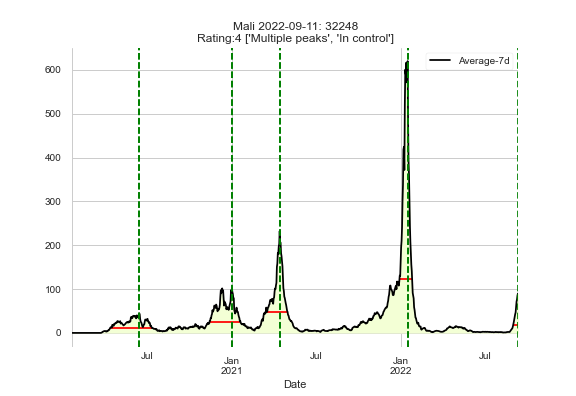 Mali 2022-09-11: 32248
Rating:4 ['Multiple peaks', 'In control']
Average-7d
600
500
400
300
200
100
0
Jul
Jan
2021
Jul
Jan
2022
Jul
Date